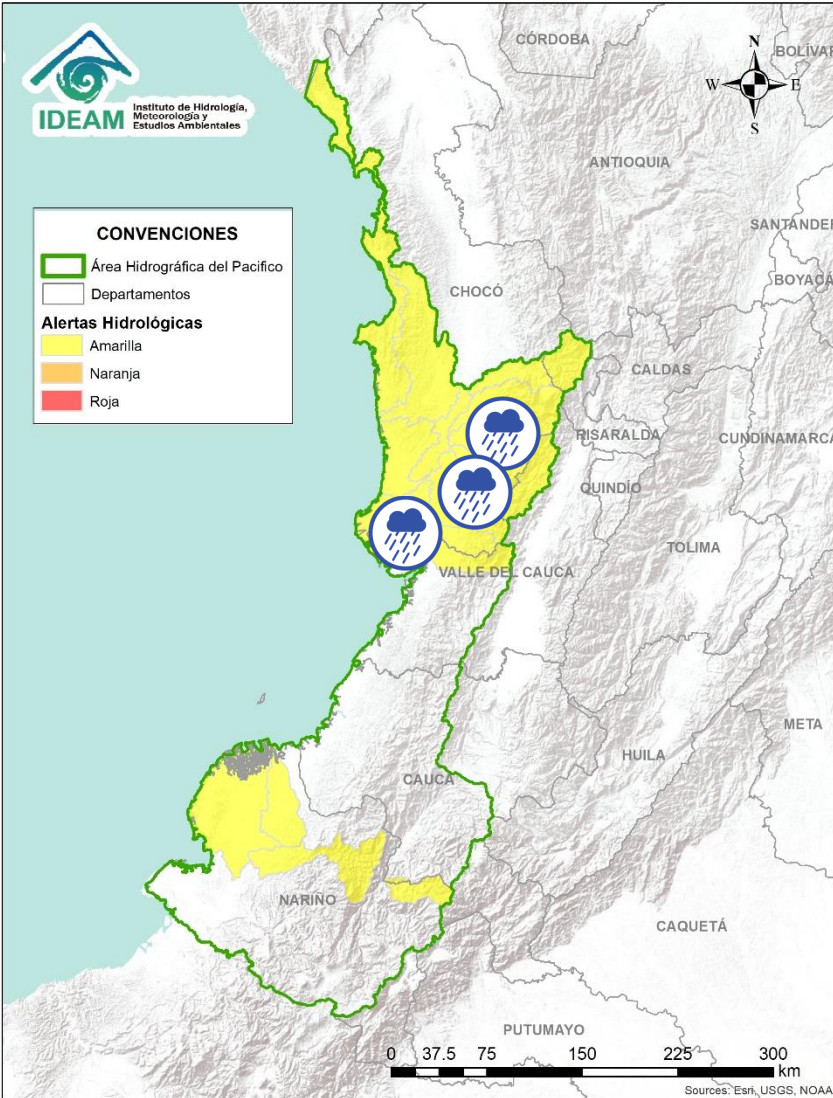 IDEAM
Instituto de Hidrología,
Meteorología y
Estudios Ambientales
CÓRDOBA
BOLÍVAR
N
W
E
S
ANTIOQUIA
SANTANDER
BOYACÁ
CONVENCIONES
Área Hidrográfica del Pacifico
Departamentos
Alertas Hidrológicas
Amarilla
Naranja
Roja
CHOCÓ
CALDAS
RISARALDA
CUNDINAMARCA
QUINDÍO
TOLIMA
VALLE DEL CAUCA
META
HUILA
CAUCA
NARIÑO
CAQUETÁ
PUTUMAYO
0 37.5 75 150 225 300
km
Sources: Esri, USGS, NOAA